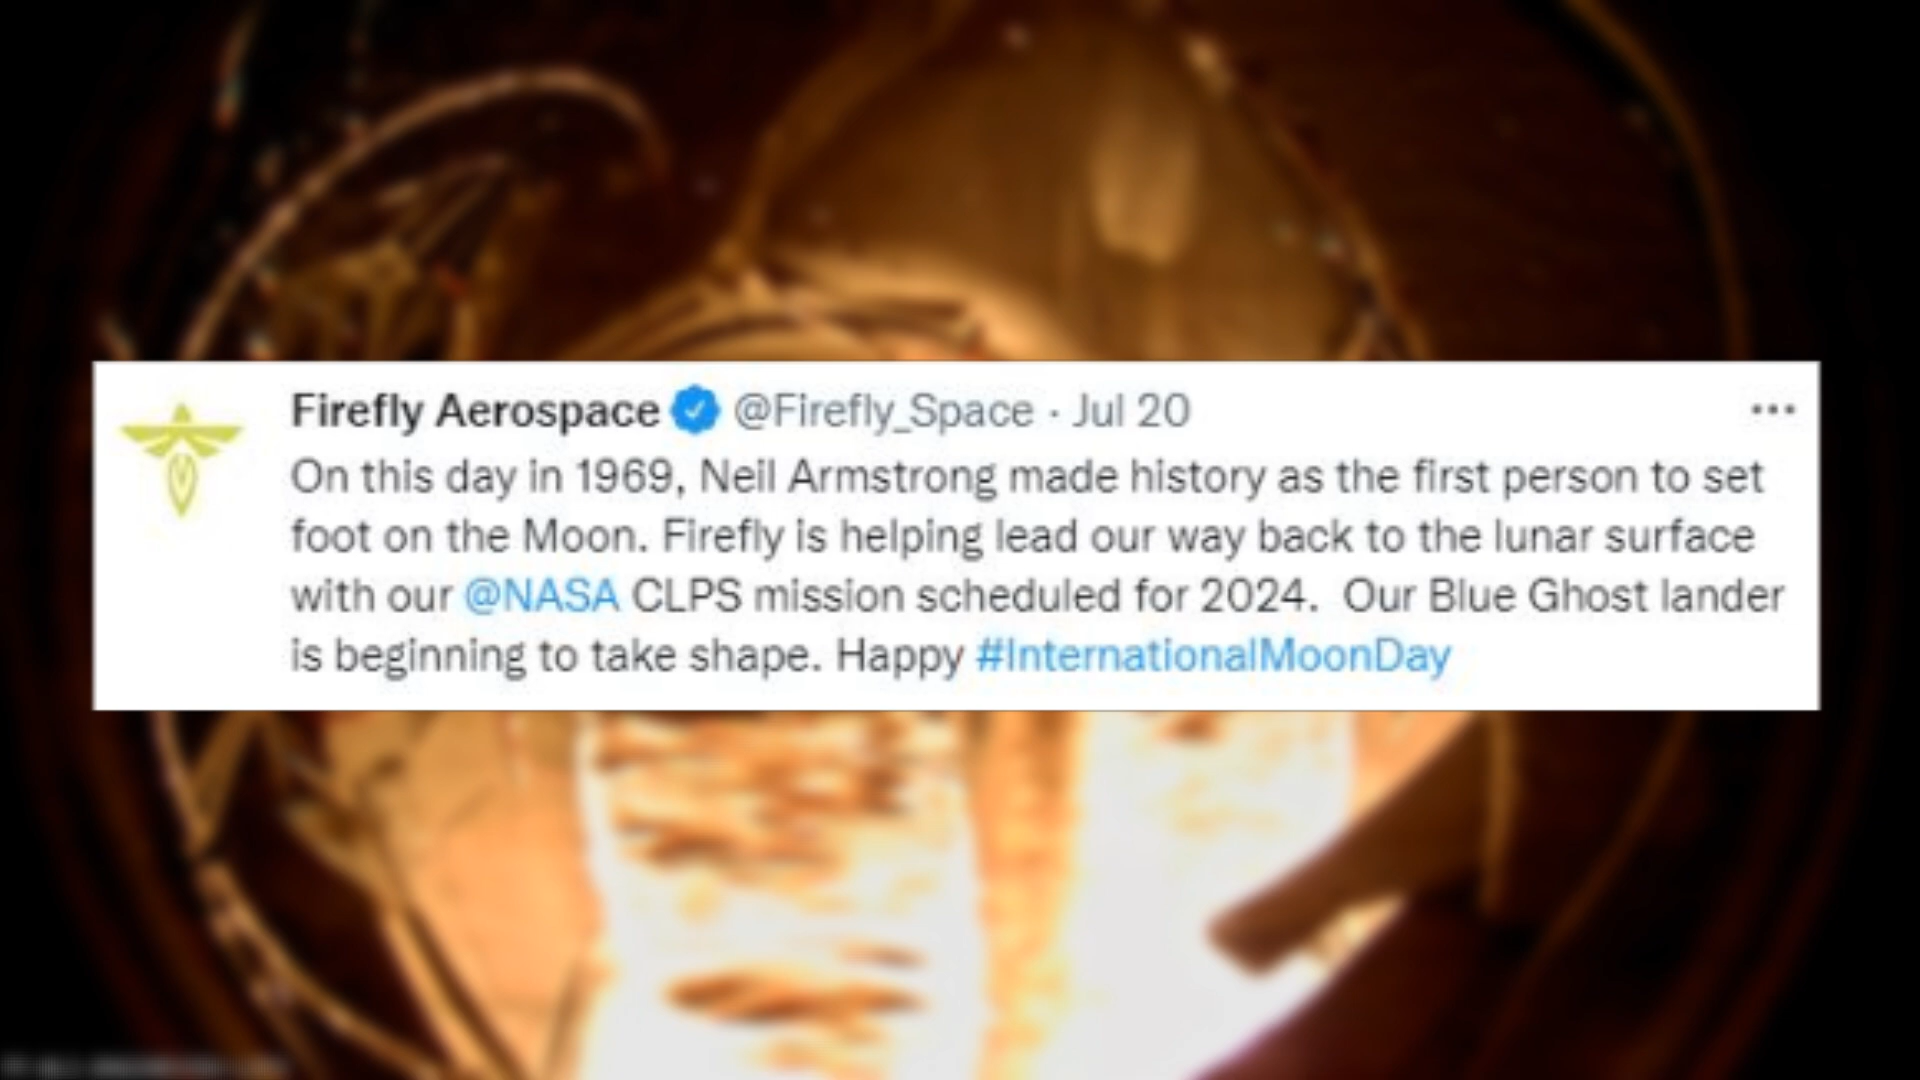 Firefly Aerospace @Firefly_Space · Jul 20
On this day in 1969, Neil Armstrong made history as the first person to set
foot on the Moon. Firefly is helping lead our way back to the lunar surface
with our @NASA CLPS mission scheduled for 2024.  Our Blue Ghost lander
is beginning to take shape. Happy #InternationalMoonDay